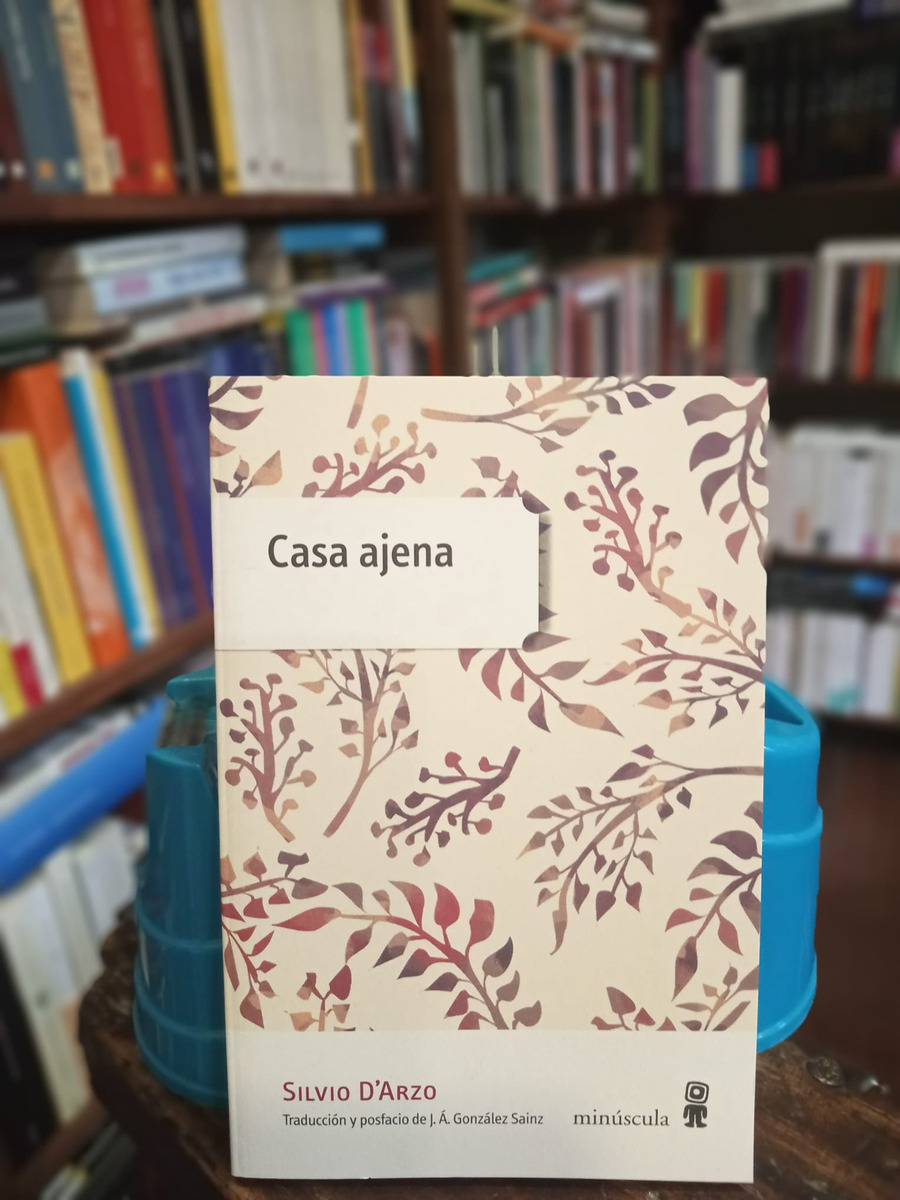 Casa ajena
Silvio D'Arzo
Traducción y posfacio de J. Á. González Sainz
minúscula